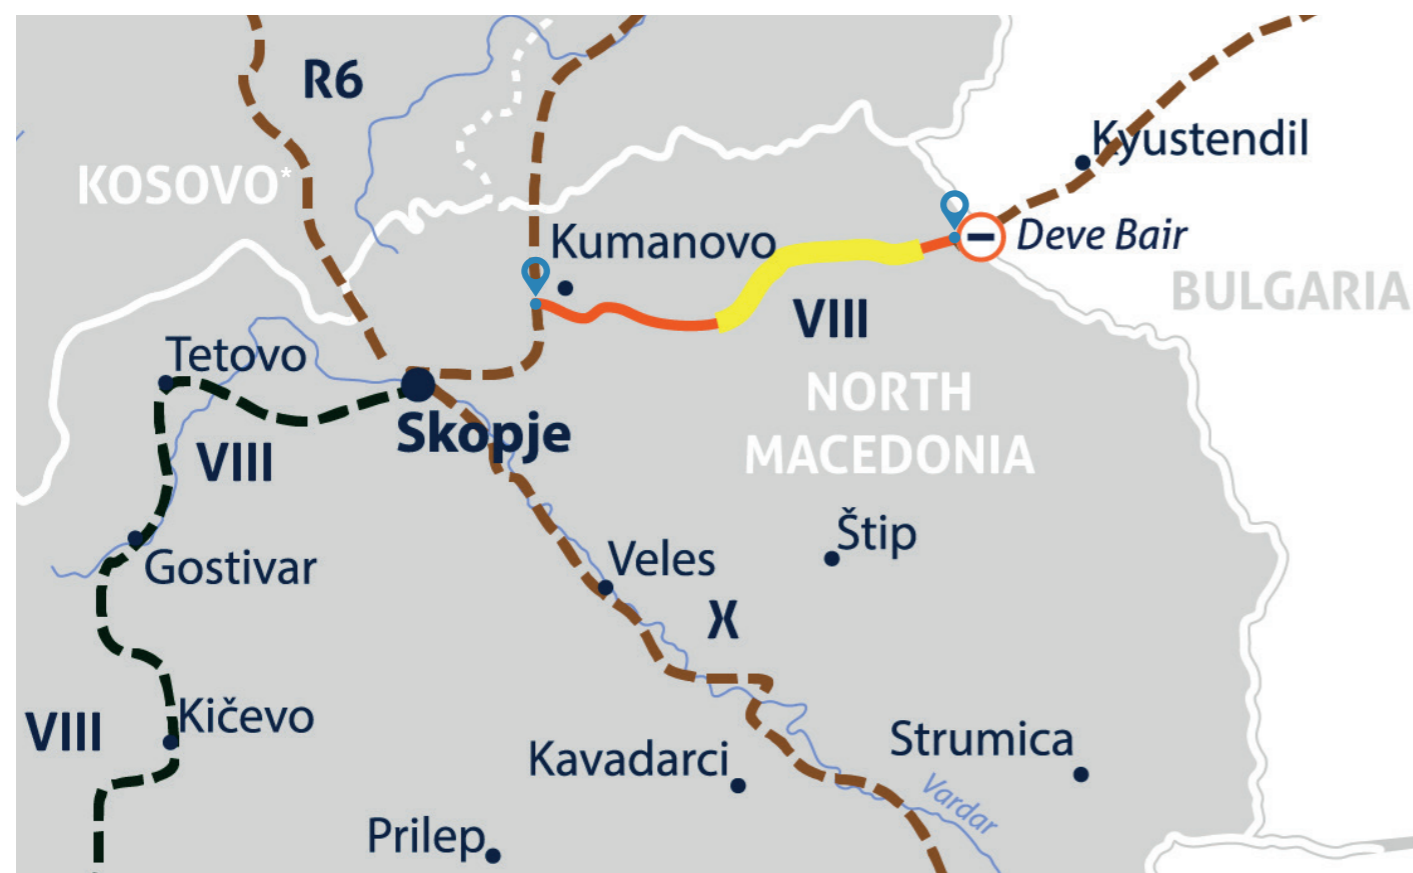 R6
Kyustendil
KOSOVO*
Kumanovo
Deve Bair
BULGARIA
VIII
Tetovo
NORTH
MACEDONIA
Skopje
VIII
Štip
Gostivar
Veles
X
Kičevo
VIII
Strumica
Kavadarci
Vardar
Prilep